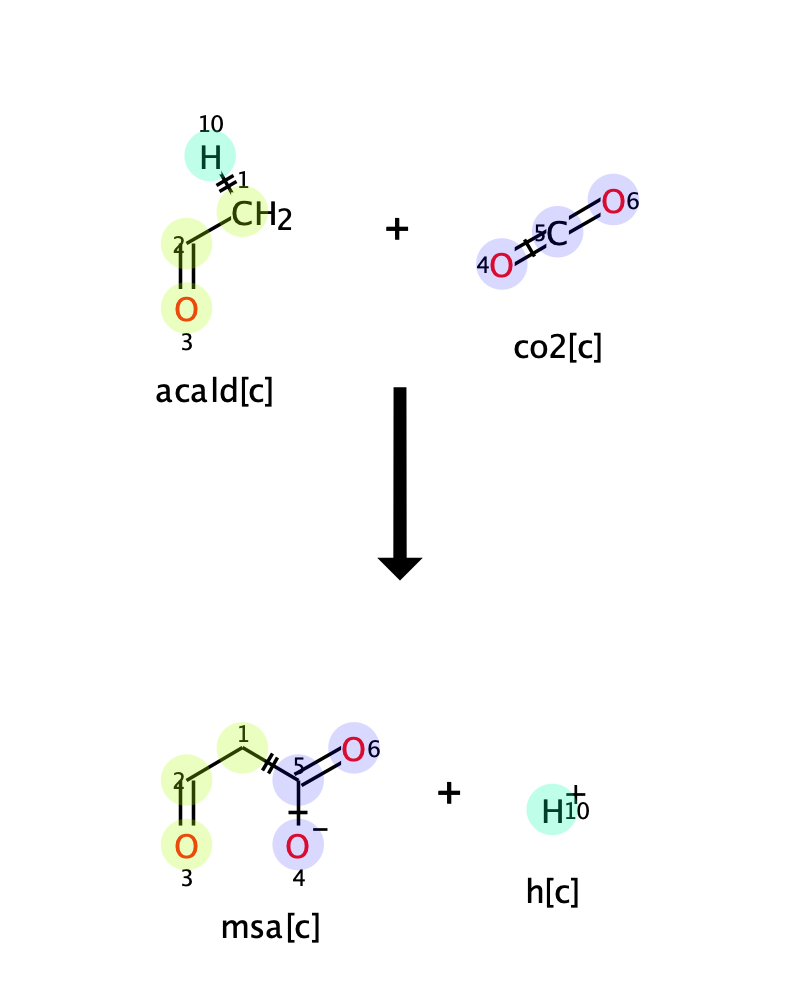 10
H
1
CH2
2
O
3
acald[c]
+
O6
5C
4O
co2[c]
1
O6
2
5
O
3
O−
4
msa[c]
+
H+
10
h[c]